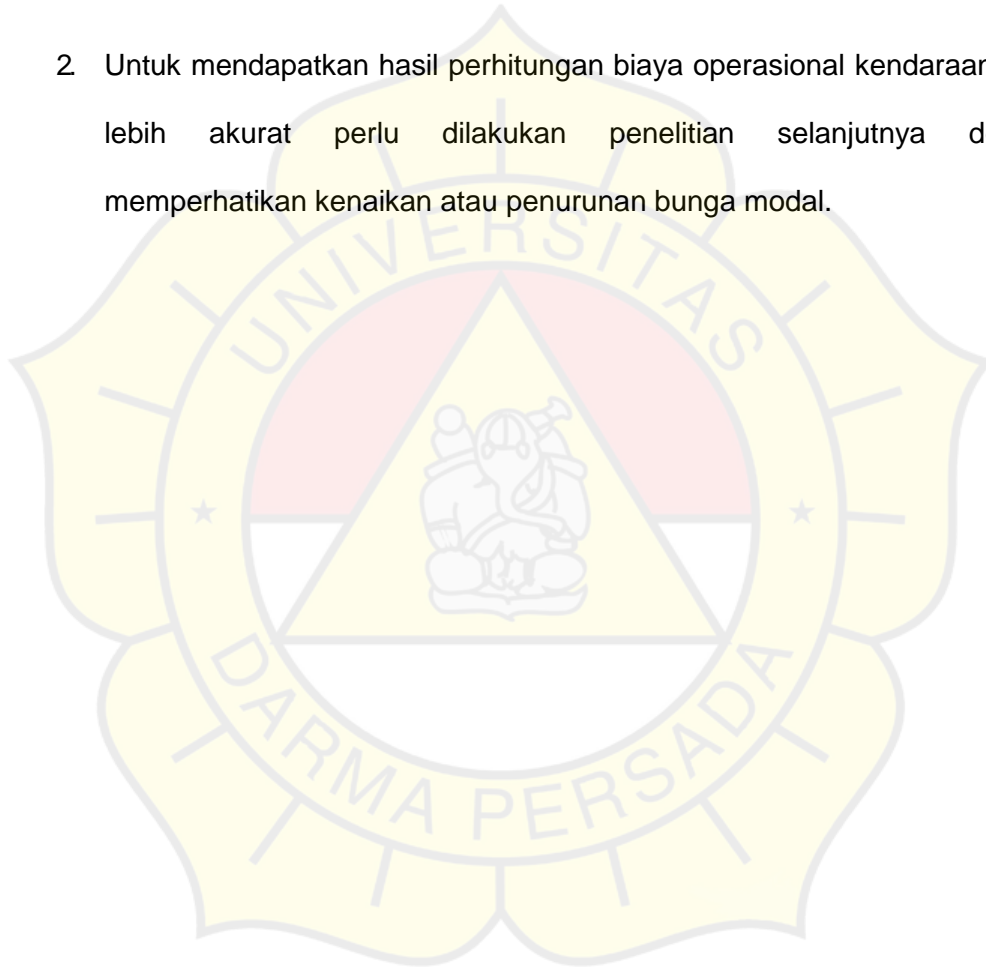 2. Untuk mendapatkan hasil perhitungan biaya operasional kendaraan
lebih akurat perlu dilakukan penelitian selanjutnya
memperhatikan kenaikan atau penurunan bunga modal.
UNIVERSITAS
DARMA PERSADA